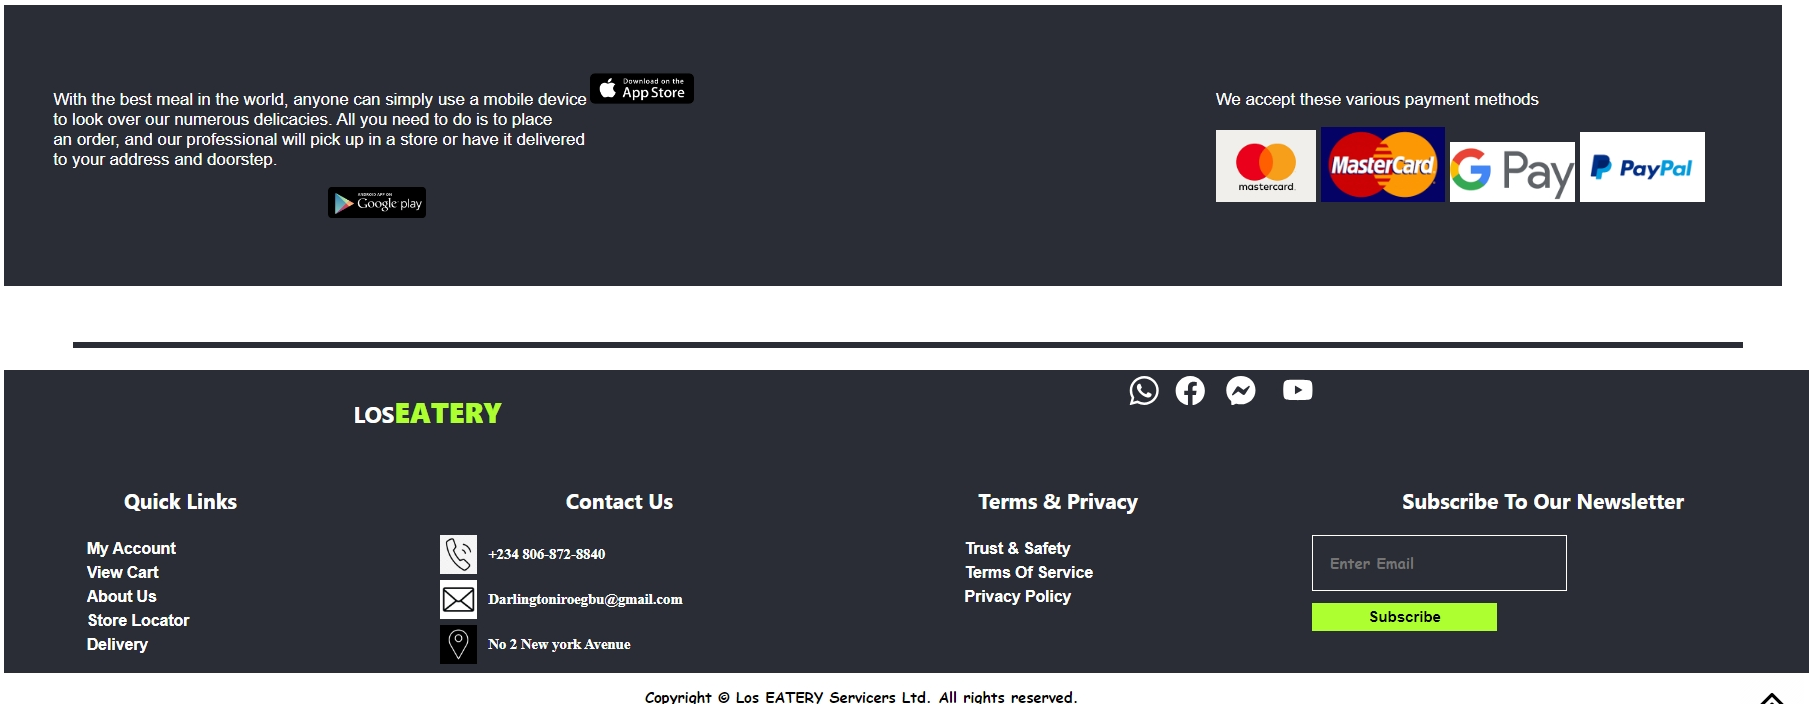 With the best meal in the world, anyone can simply use a mobile device
to look over our numerous delicacies. All you need to do is to place
an order, and our professional will pick up in a store or have it delivered
to your address and doorstep.
Download on the
App Store
ANDROID APP ON
Google play
We accept these various payment methods
mastercard.
MasterCard
G Pay
PayPal
LOSEATERY
Quick Links
My Account
View Cart
About Us
Store Locator
Delivery
Contact Us
+234 806-872-8840
Darlingtoniroegbu@gmail.com
No 2 New york Avenue
Terms & Privacy
Trust & Safety
Terms Of Service
Privacy Policy
Subscribe To Our Newsletter
Enter Email
Subscribe
Copyright © Los EATERY Servicers Ltd. All rights reserved.